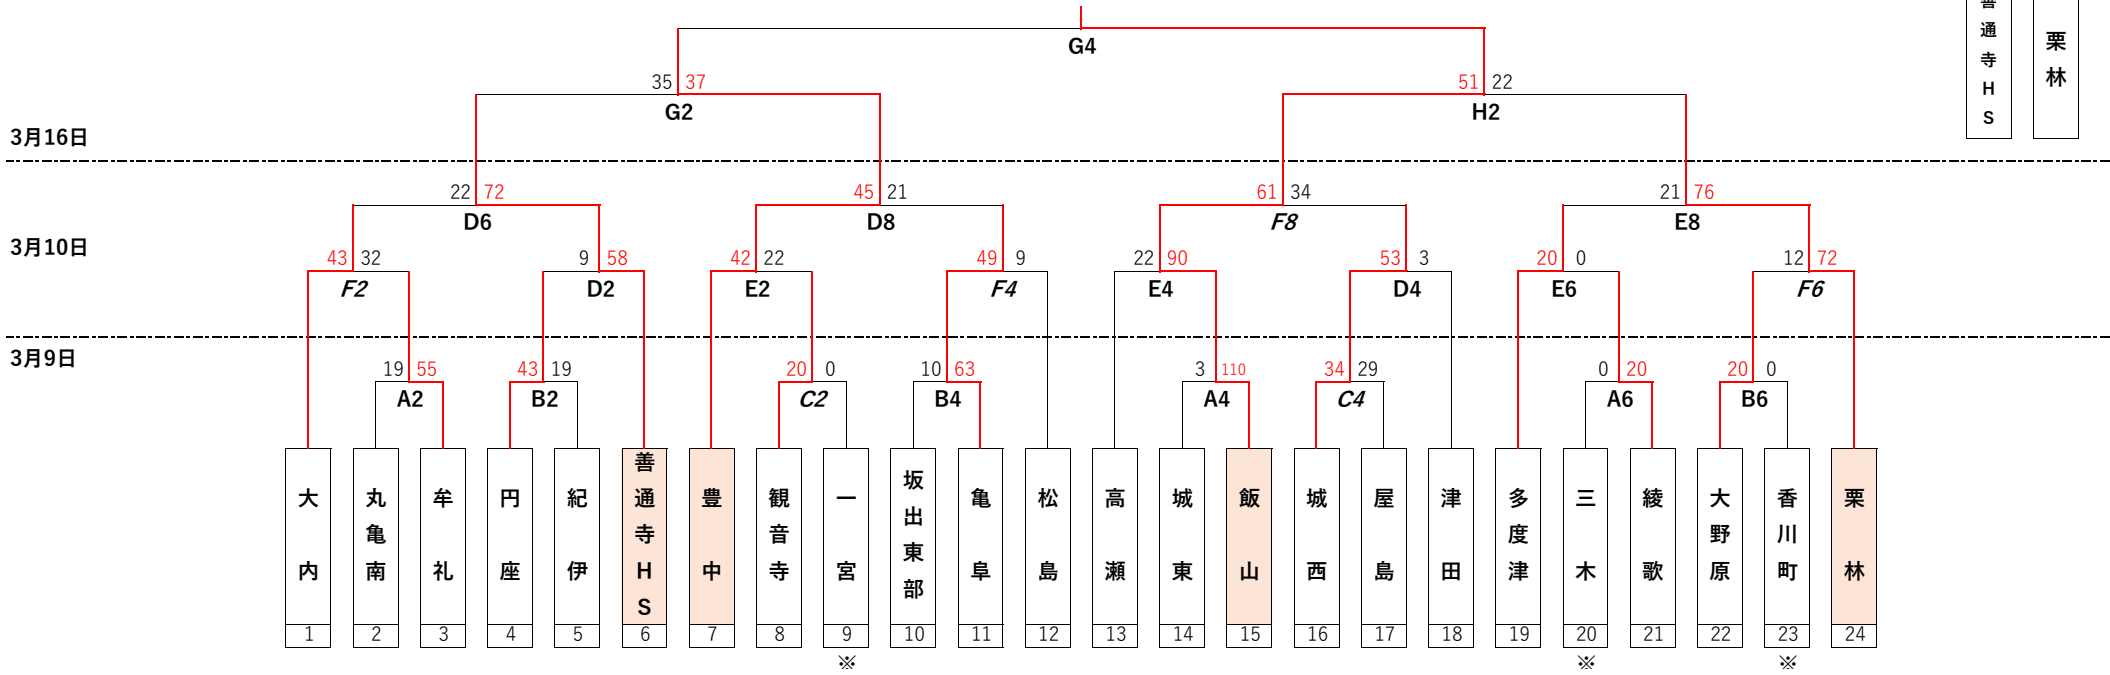 善通寺HS
栗林
G4
35 37
51 22
G2
H2
3月16日
22 72
45 21
61 34
21 76
D6
D8
F8
E8
3月10日
43 32
9 58
42 22
49 9
22 90
53 3
20 0
12 72
F2
D2
E2
F4
E4
D4
E6
F6
3月9日
19 55
43 19
20 0
10 63
3 110
34 29
0 20
20 0
A2
B2
C2
B4
A4
C4
A6
B6
大内
丸亀南
牟礼
円座
紀伊
善通寺HS
豊中
観音寺
一宮
坂出東部
亀阜
松島
高瀬
城東
飯山
城西
屋島
津田
多度津
三木
綾歌
大野原
香川町
栗林
1 2 3 4 5 6 7 8 9 10 11 12 13 14 15 16 17 18 19 20 21 22 23 24
※ ※ ※